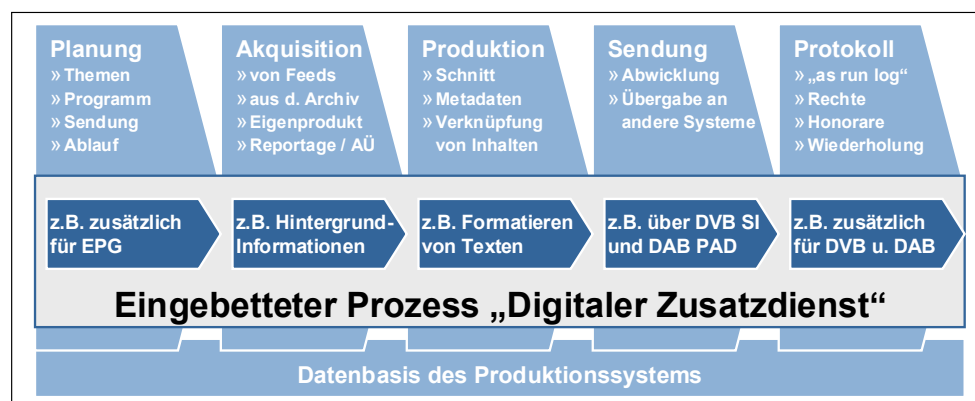 Planung
» Themen
» Programm
» Sendung
» Ablauf
Akquisition
» von Feeds
» aus d. Archiv
» Eigenprodukt
» Reportage / AÜ
Produktion
» Schnitt
» Metadaten
» Verknüpfung
von Inhalten
Sendung
» Abwicklung
» Übergabe an
andere Systeme
Protokoll
» „as run log“
» Rechte
» Honorare
» Wiederholung
z.B. zusätzlich
für EPG
z.B. Hintergrund-
Informationen
z.B. Formatieren
von Texten
z.B. über DVB SI
und DAB PAD
z.B. zusätzlich
für DVB u. DAB
Eingebetteter Prozess „Digitaler Zusatzdienst“
Datenbasis des Produktionssystems